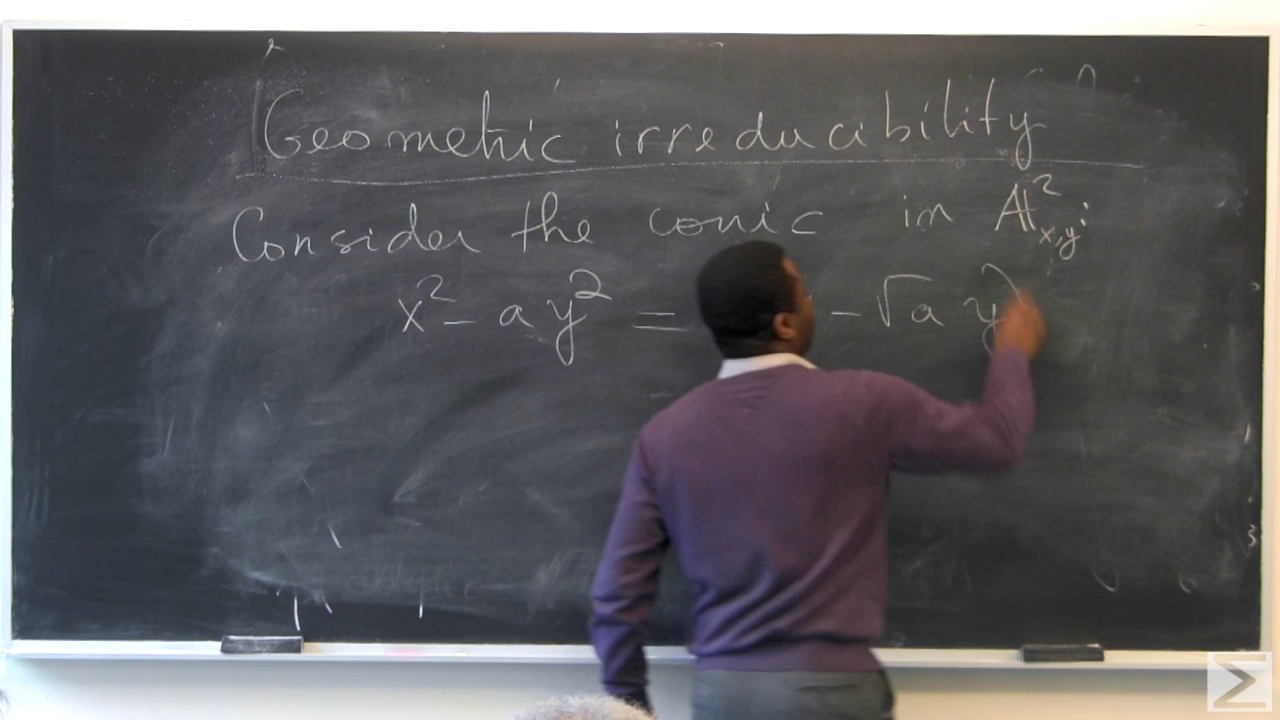 Geometric irreducibility
Consider the conic in 𝔸²ₓ,ᵧ:
x² - a y² = - √a y)